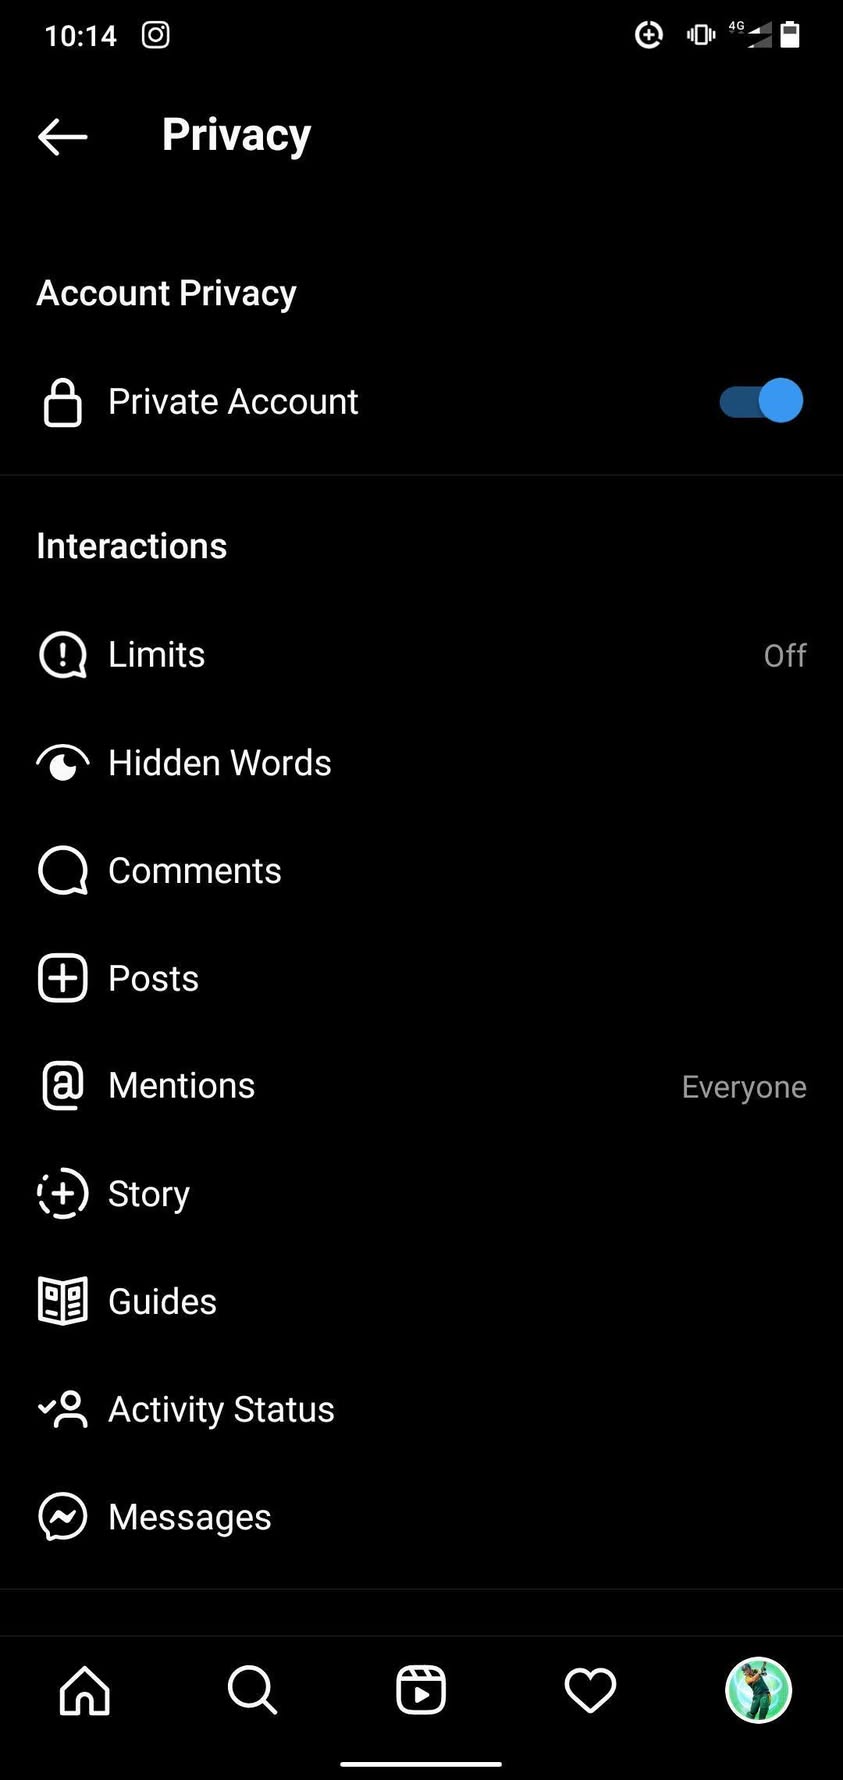 10:14
4G
Privacy
Account Privacy
Private Account
Interactions
Limits Off
Hidden Words
Comments
Posts
Mentions Everyone
Story
Guides
Activity Status
Messages